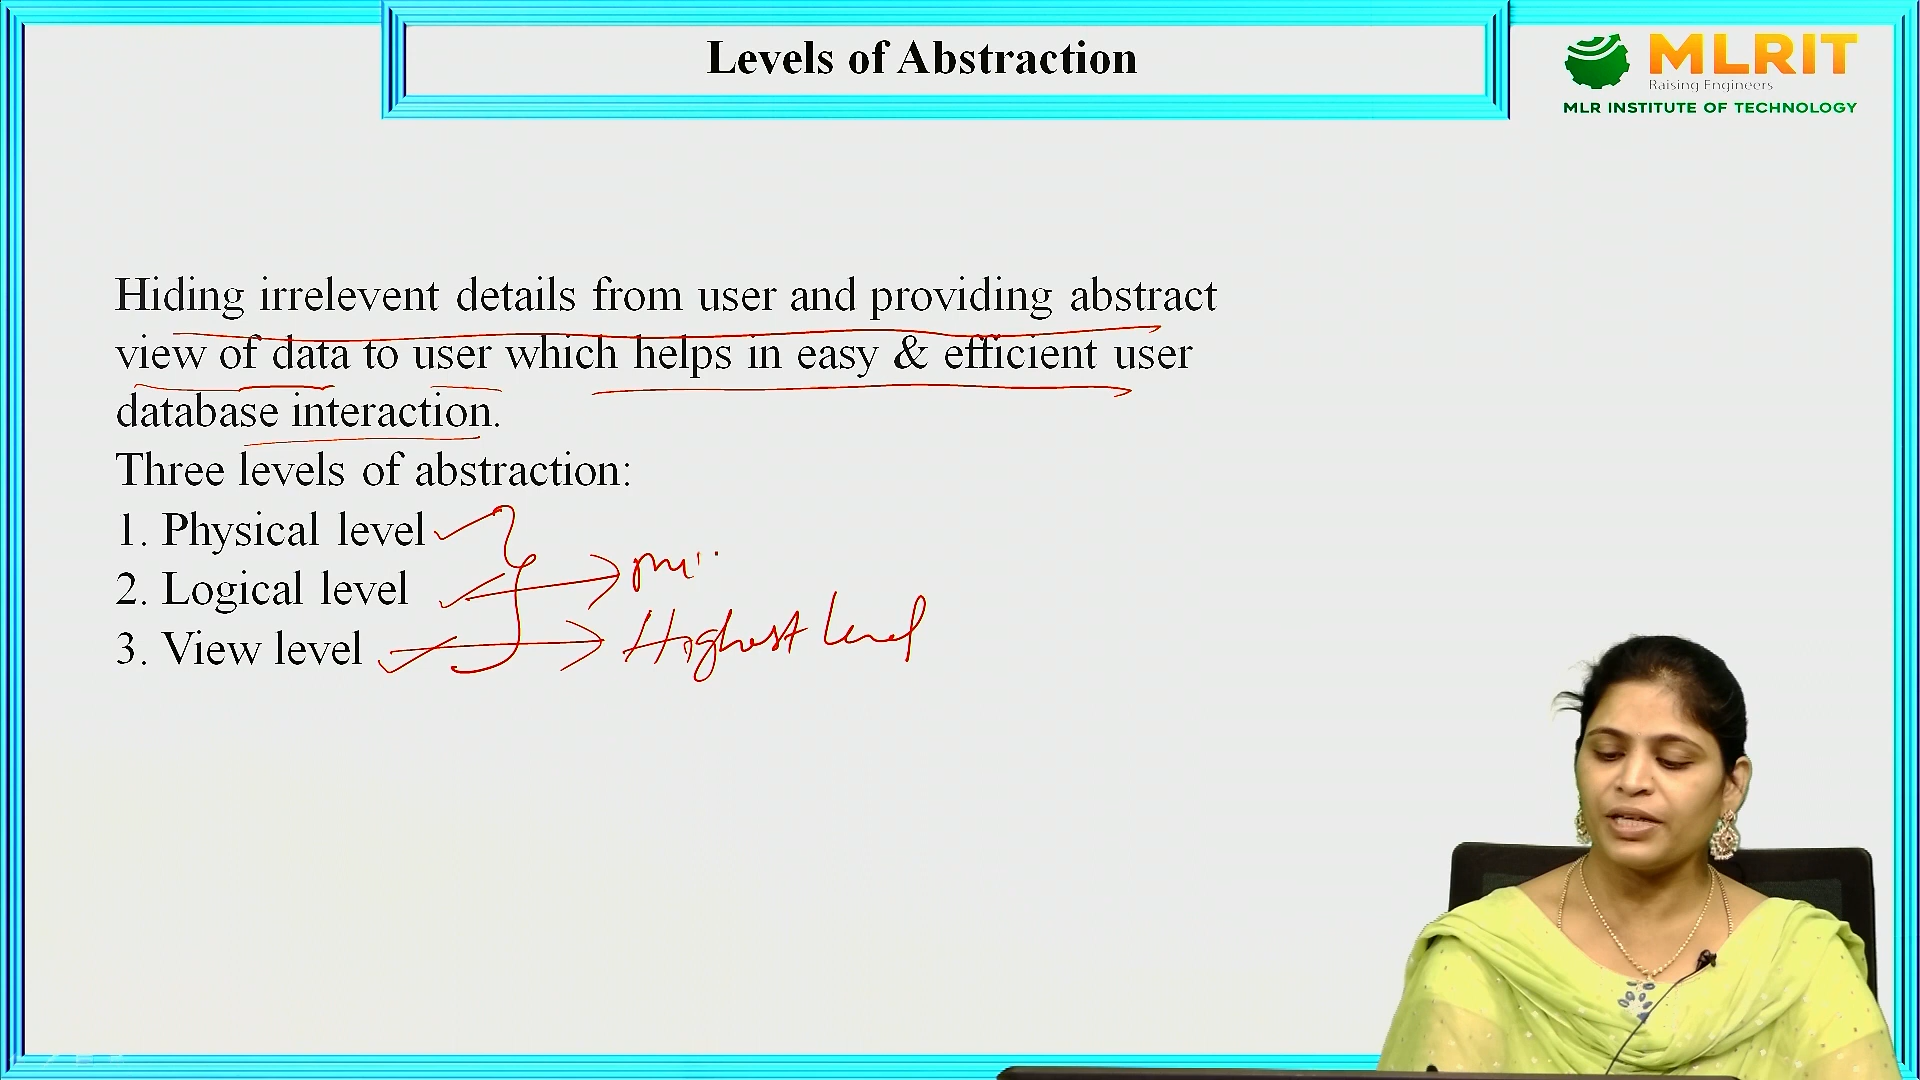 Levels of Abstraction
MLRIT
Raising Engineers
MLR INSTITUTE OF TECHNOLOGY
Hiding irrelevent details from user and providing abstract
view of data to user which helps in easy & efficient user
database interaction.
Three levels of abstraction:
1. Physical level
2. Logical level
3. View level
Highest level